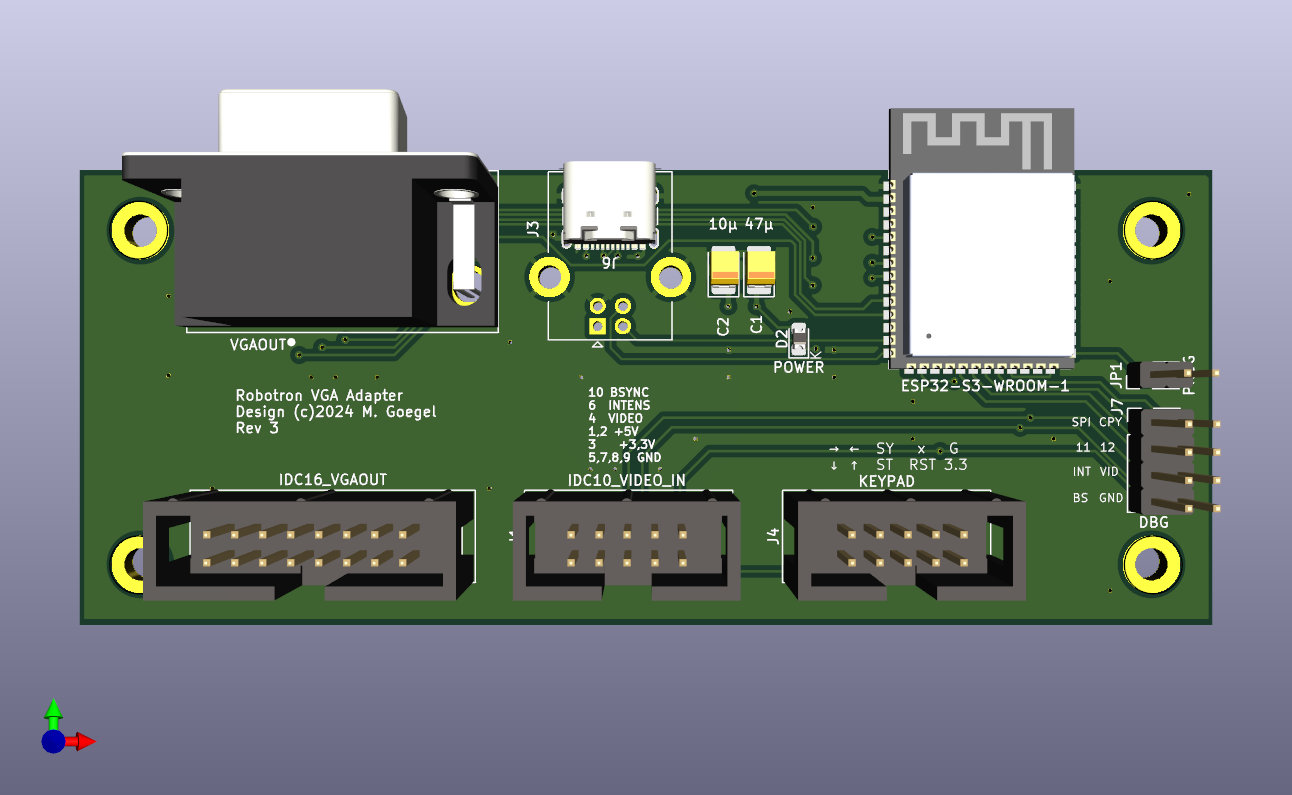 J3
J6
10µ 47µ
C2
C1
D2
K
POWER
VGAOUT
ESP32-S3-WROOM-1
JP1
J7
Robotron VGA Adapter
Design (c)2024 M. Goegel
Rev 3
10 BSYNC
6 INTENS
4 VIDEO
1,2 +5V
3 +3,3V
5,7,8,9 GND
SPI CPY
11 12
INT VID
BS GND
DBG
→ ← SY x G
↓ ↑ ST RST 3.3
IDC16_VGAOUT
IDC10_VIDEO_IN
KEYPAD
J4